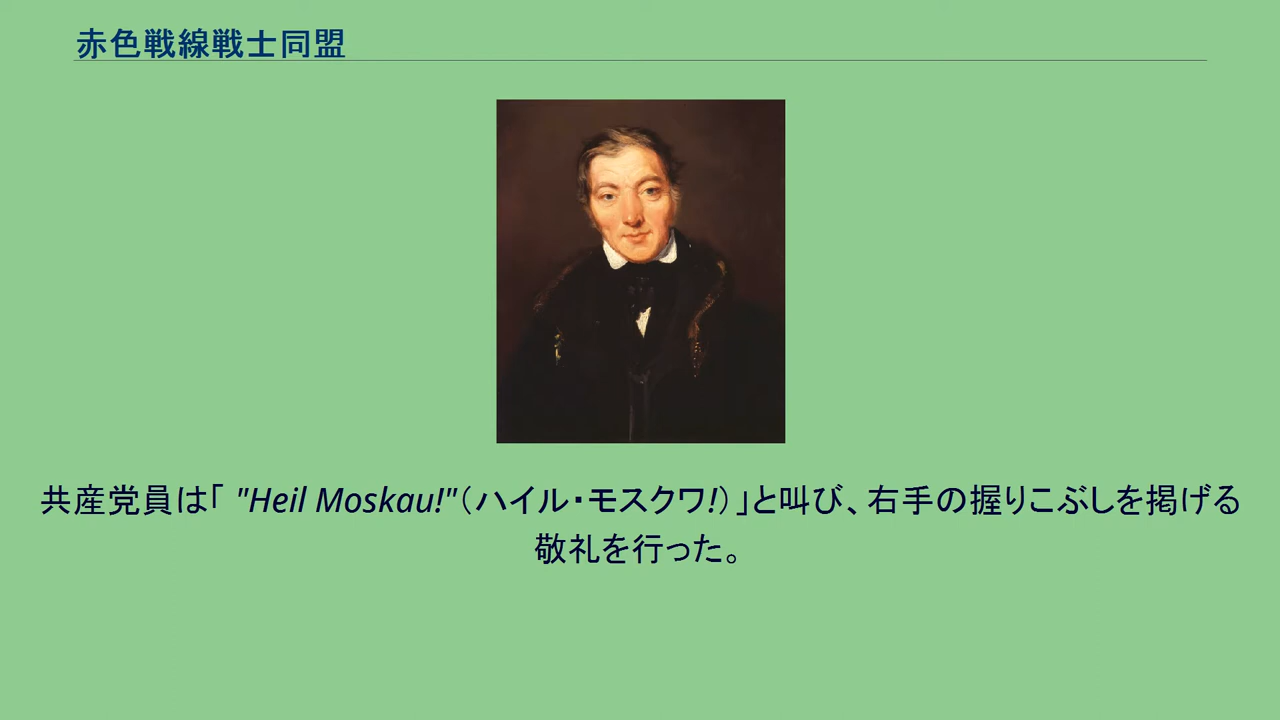 赤色戦線戦士同盟
共産党員は「 "Heil Moskau!"（ハイル・モスクワ!）」と叫び、右手の握りこぶしを掲げる
敬礼を行った。